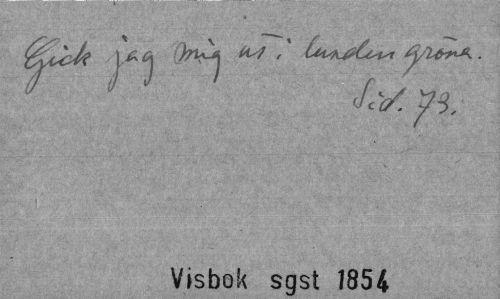 Gick jag mig ut i lunden gröna.
Sid. 73.
Visbok sgst 1854